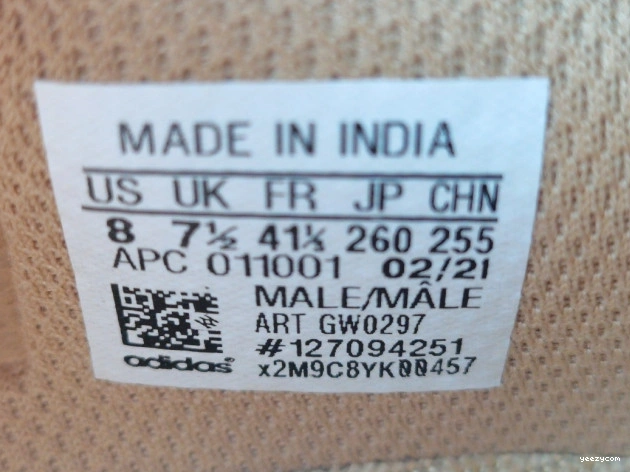 MADE IN INDIA
US UK FR JP CHN
8 7½ 41⅓ 260 255
APC 011001 02/21
MALE/MÂLE
ART GW0297
#127094251
adidas x2M9C8YK00457
yeezycom